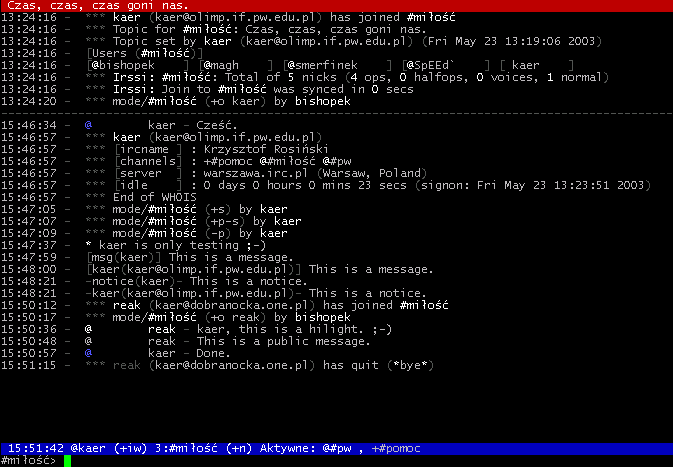 Czas, czas, czas goni nas.
13:24:16 - *** kaer (kaer@olimp.if.pw.edu.pl) has joined #miłość
13:24:16 - *** Topic for #miłość: Czas, czas, czas goni nas.
13:24:16 - *** Topic set by kaer (kaer@olimp.if.pw.edu.pl) (Fri May 23 13:19:06 2003)
13:24:16 - [Users (#miłość)]
13:24:16 - [@bishopek ] [@magh ] [@smerfinek ] [@SpEEd` ] [ kaer ]
13:24:16 - *** Irssi: #miłość: Total of 5 nicks (4 ops, 0 halfops, 0 voices, 1 normal)
13:24:16 - *** Irssi: Join to #miłość was synced in 0 secs
13:24:20 - *** mode/#miłość (+o kaer) by bishopek
15:46:34 - @ kaer - Cześć.
15:46:57 - *** kaer (kaer@olimp.if.pw.edu.pl)
15:46:57 - *** [ircname ] : Krzysztof Rosiński
15:46:57 - *** [channels] : +#pomoc @#miłość @#pw
15:46:57 - *** [server ] : warszawa.irc.pl (Warsaw, Poland)
15:46:57 - *** [idle ] : 0 days 0 hours 0 mins 23 secs (signon: Fri May 23 13:23:51 2003)
15:46:57 - *** End of WHOIS
15:47:05 - *** mode/#miłość (+s) by kaer
15:47:07 - *** mode/#miłość (+p-s) by kaer
15:47:09 - *** mode/#miłość (-p) by kaer
15:47:37 - * kaer is only testing ;-)
15:47:59 - [msg(kaer)] This is a message.
15:48:00 - [kaer(kaer@olimp.if.pw.edu.pl)] This is a message.
15:48:21 - -notice(kaer)- This is a notice.
15:48:21 - -kaer(kaer@olimp.if.pw.edu.pl)- This is a notice.
15:50:12 - *** reak (kaer@dobranocka.one.pl) has joined #miłość
15:50:17 - *** mode/#miłość (+o reak) by bishopek
15:50:36 - @ reak - kaer, this is a hilight. ;-)
15:50:48 - @ reak - This is a public message.
15:50:57 - @ kaer - Done.
15:51:15 - *** reak (kaer@dobranocka.one.pl) has quit (*bye*)
15:51:42 @kaer (+iw) 3:#miłość (+n) Aktywne: @#pw , +#pomoc
#miłość>